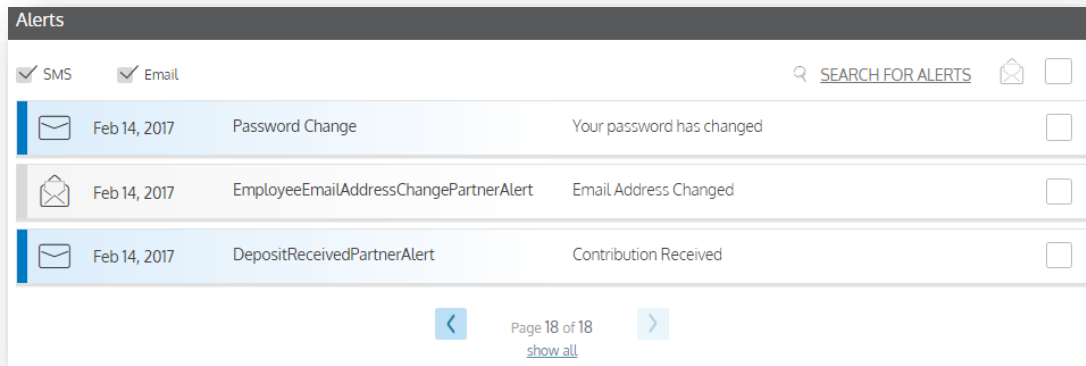 Alerts
SMS Email SEARCH FOR ALERTS
Feb 14, 2017 Password Change Your password has changed
Feb 14, 2017 EmployeeEmailAddressChangePartnerAlert Email Address Changed
Feb 14, 2017 DepositReceivedPartnerAlert Contribution Received
Page 18 of 18
show all